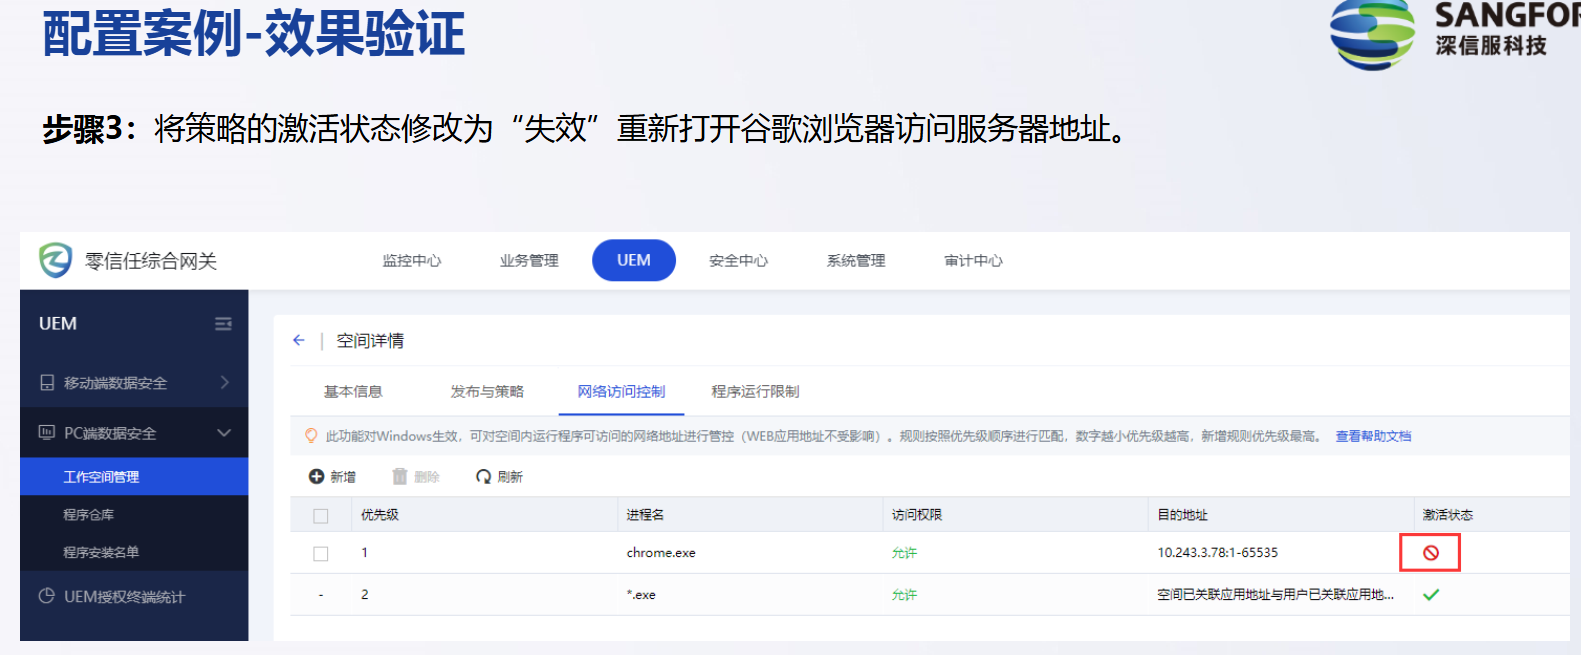 配置案例-效果验证
SANGFOR
深信服科技
步骤3：将策略的激活状态修改为“失效”重新打开谷歌浏览器访问服务器地址。
零信任综合网关
监控中心 业务管理 UEM 安全中心 系统管理 审计中心
UEM
移动端数据安全
PC端数据安全
工作空间管理
程序仓库
程序安装名单
UEM授权终端统计
空间详情
基本信息 发布与策略 网络访问控制 程序运行限制
此功能对Windows生效，可对空间内运行程序可访问的网络地址进行管控（WEB应用地址不受影响）。规则按照优先级顺序进行匹配，数字越小优先级越高，新增规则优先级最高。 查看帮助文档
新增 删除 刷新
优先级 进程名 访问权限 目的地址 激活状态
1 chrome.exe 允许 10.243.3.78:1-65535
- 2 *.exe 允许 空间已关联应用地址与用户已关联应用地...